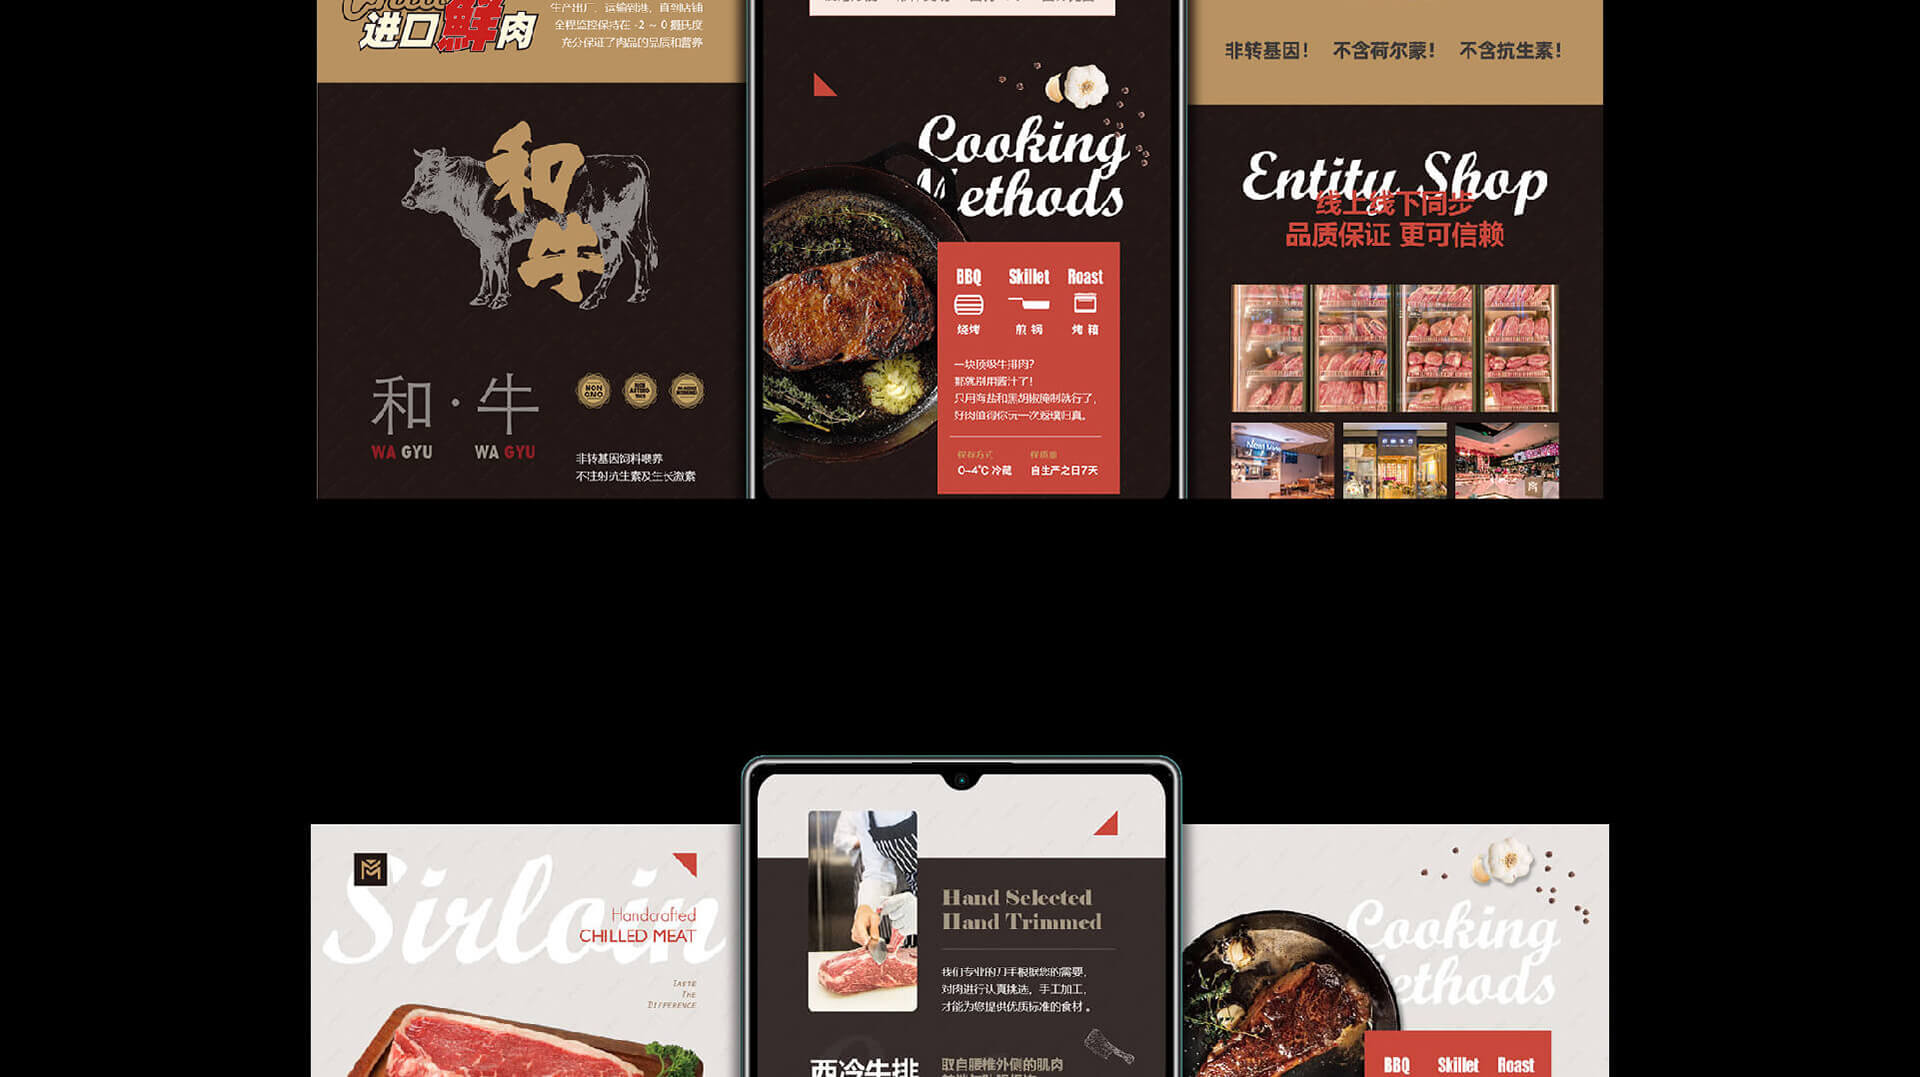 进口鲜肉
生产出厂、运输到港，直到店铺
全程监控保持在 -2 ~ 0 摄氏度
充分保证了肉品的品质和营养
和牛
和·牛
WA GYU WA GYU
NON GMO
非转基因饲料喂养
不注射抗生素及生长激素
Cooking
Methods
BBQ Skillet Roast
烧烤 煎锅 烤箱
一块顶级牛排肉?
那就别用酱汁了!
只用海盐和黑胡椒腌制就行了，
好肉值得你玩一次返璞归真。
保存方式 保质期
0~4℃ 冷藏 自生产之日7天
非转基因! 不含荷尔蒙! 不含抗生素!
Entity Shop
线上线下同步
品质保证 更可信赖
Sirloin
Handcrafted
CHILLED MEAT
TASTE
THE
DIFFERENCE
Hand Selected
Hand Trimmed
我们专业的刀手根据您的需要，
对肉进行认真挑选，手工加工，
才能为您提供优质标准的食材。
西冷牛排
取自腰椎外侧的肌肉
Cooking
Methods
BBQ Skillet Roast